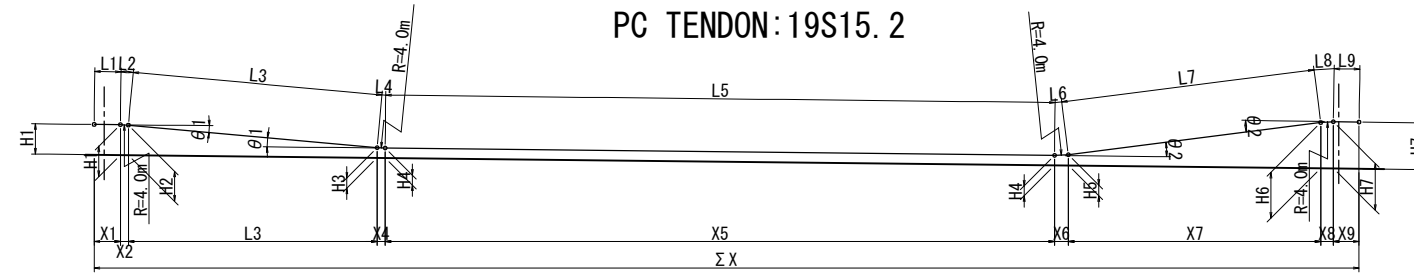 PC TENDON:19S15.2
L1
L2
L3
L4
R=4.0m
L5
R=4.0m
L6
L7
L8
L9
H1
H1
θ1
θ1
θ2
θ2
R=4.0m
H2
H3
H4
H4
H5
H6
R=4.0m
H7
X1
X2
L3
X4
X5
X6
X7
X8
X9
ΣX